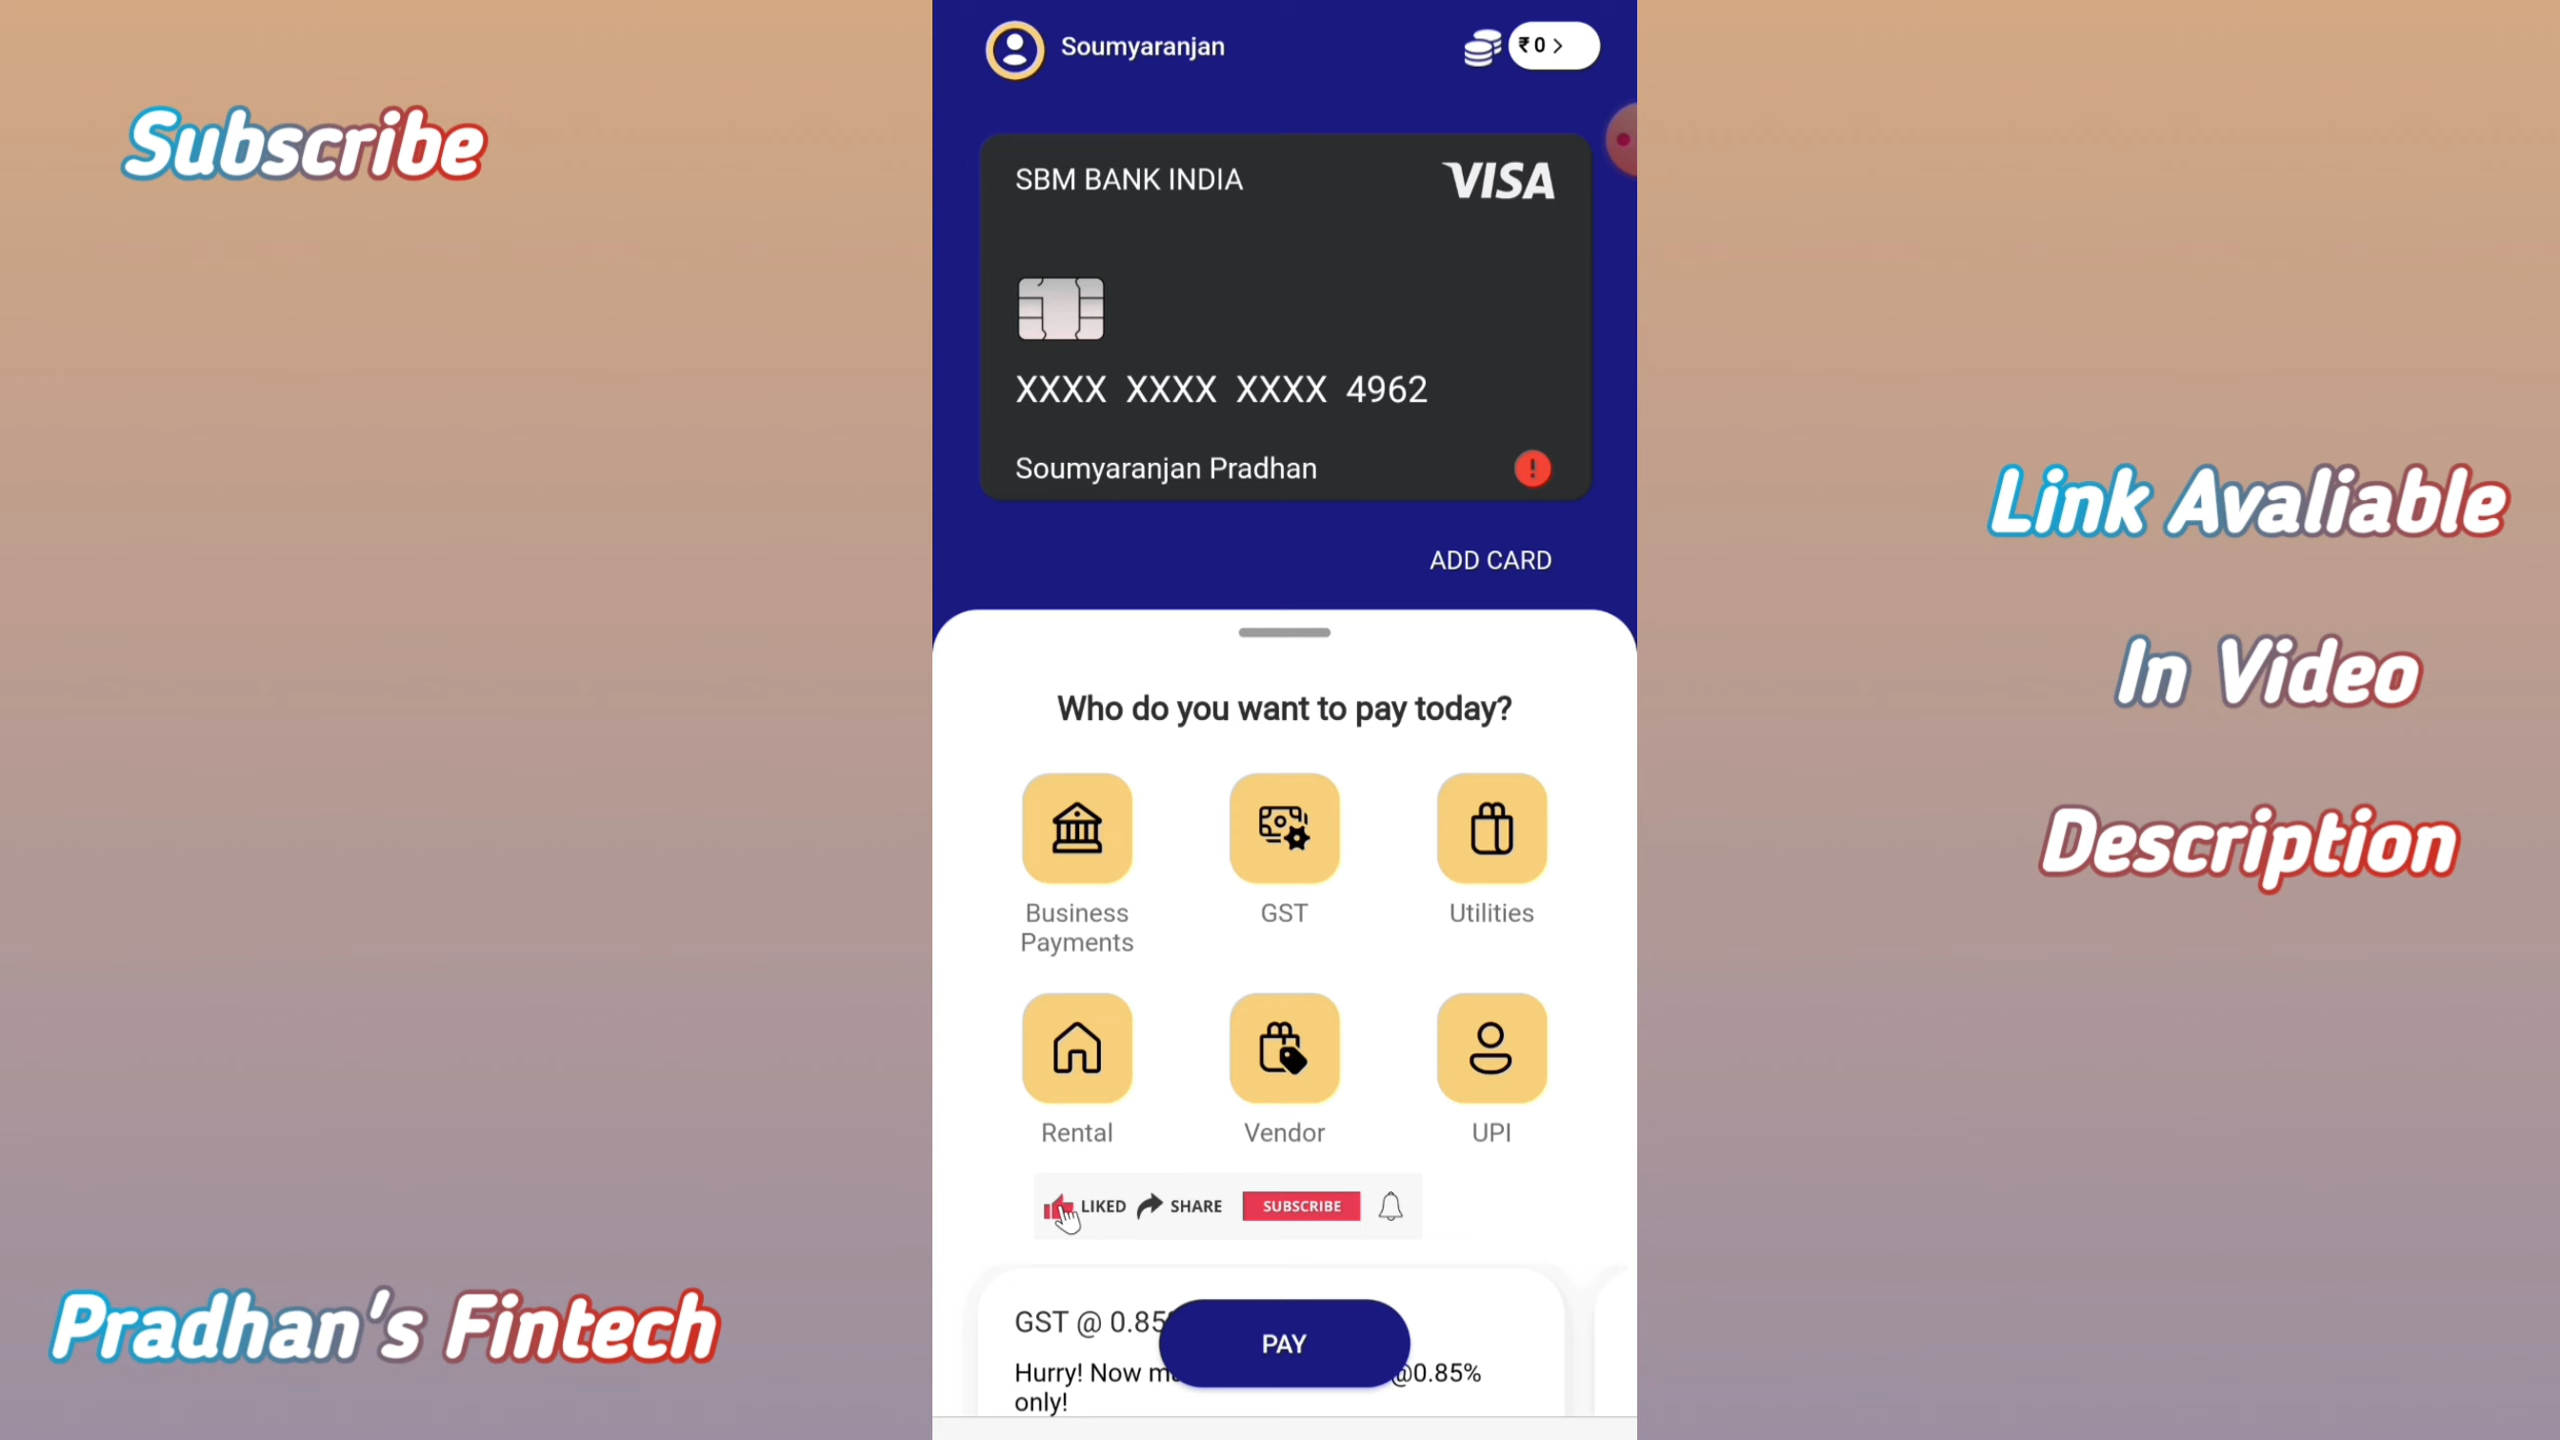 Subscribe
Soumyaranjan
₹ 0 >
SBM BANK INDIA
VISA
XXXX XXXX XXXX 4962
Soumyaranjan Pradhan
ADD CARD
Link Avaliable
In Video
Description
Who do you want to pay today?
Business
Payments
GST
Utilities
Rental
Vendor
UPI
LIKED
SHARE
SUBSCRIBE
GST @ 0.85
PAY
Hurry! Now
@0.85%
only!
Pradhan's Fintech